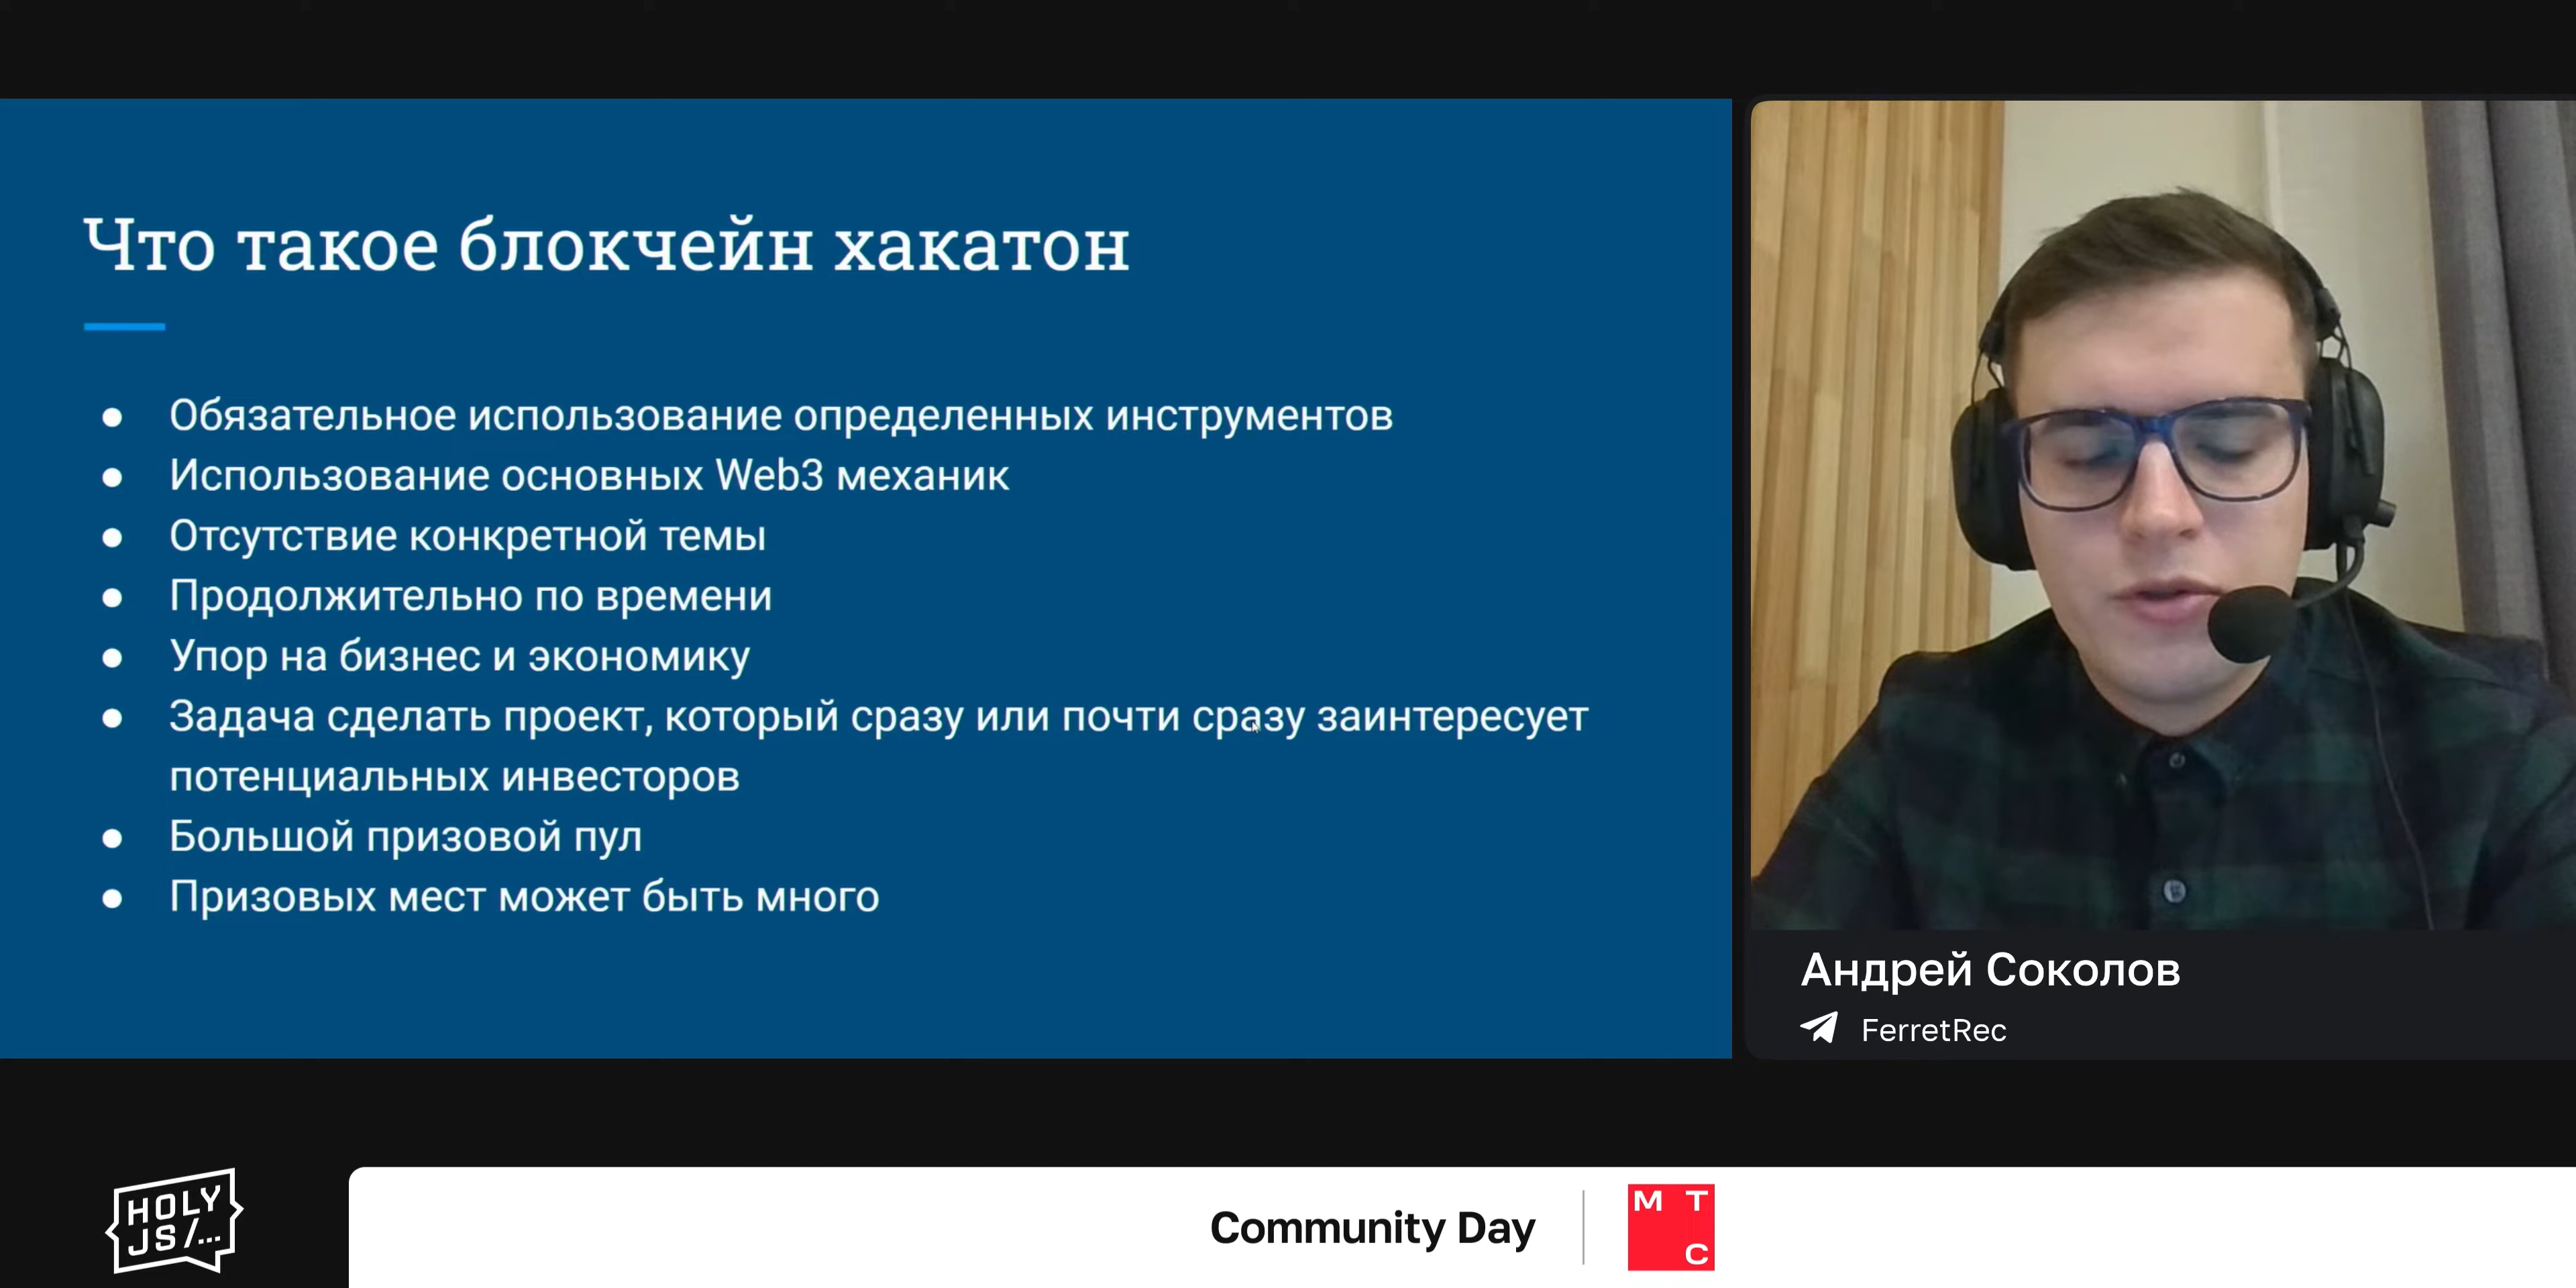 Что такое блокчейн хакатон
● Обязательное использование определенных инструментов
● Использование основных Web3 механик
● Отсутствие конкретной темы
● Продолжительно по времени
● Упор на бизнес и экономику
● Задача сделать проект, который сразу или почти сразу заинтересует
потенциальных инвесторов
● Большой призовой пул
● Призовых мест может быть много
Андрей Соколов
FerretRec
HOLY
JS/...
Community Day
М Т
С